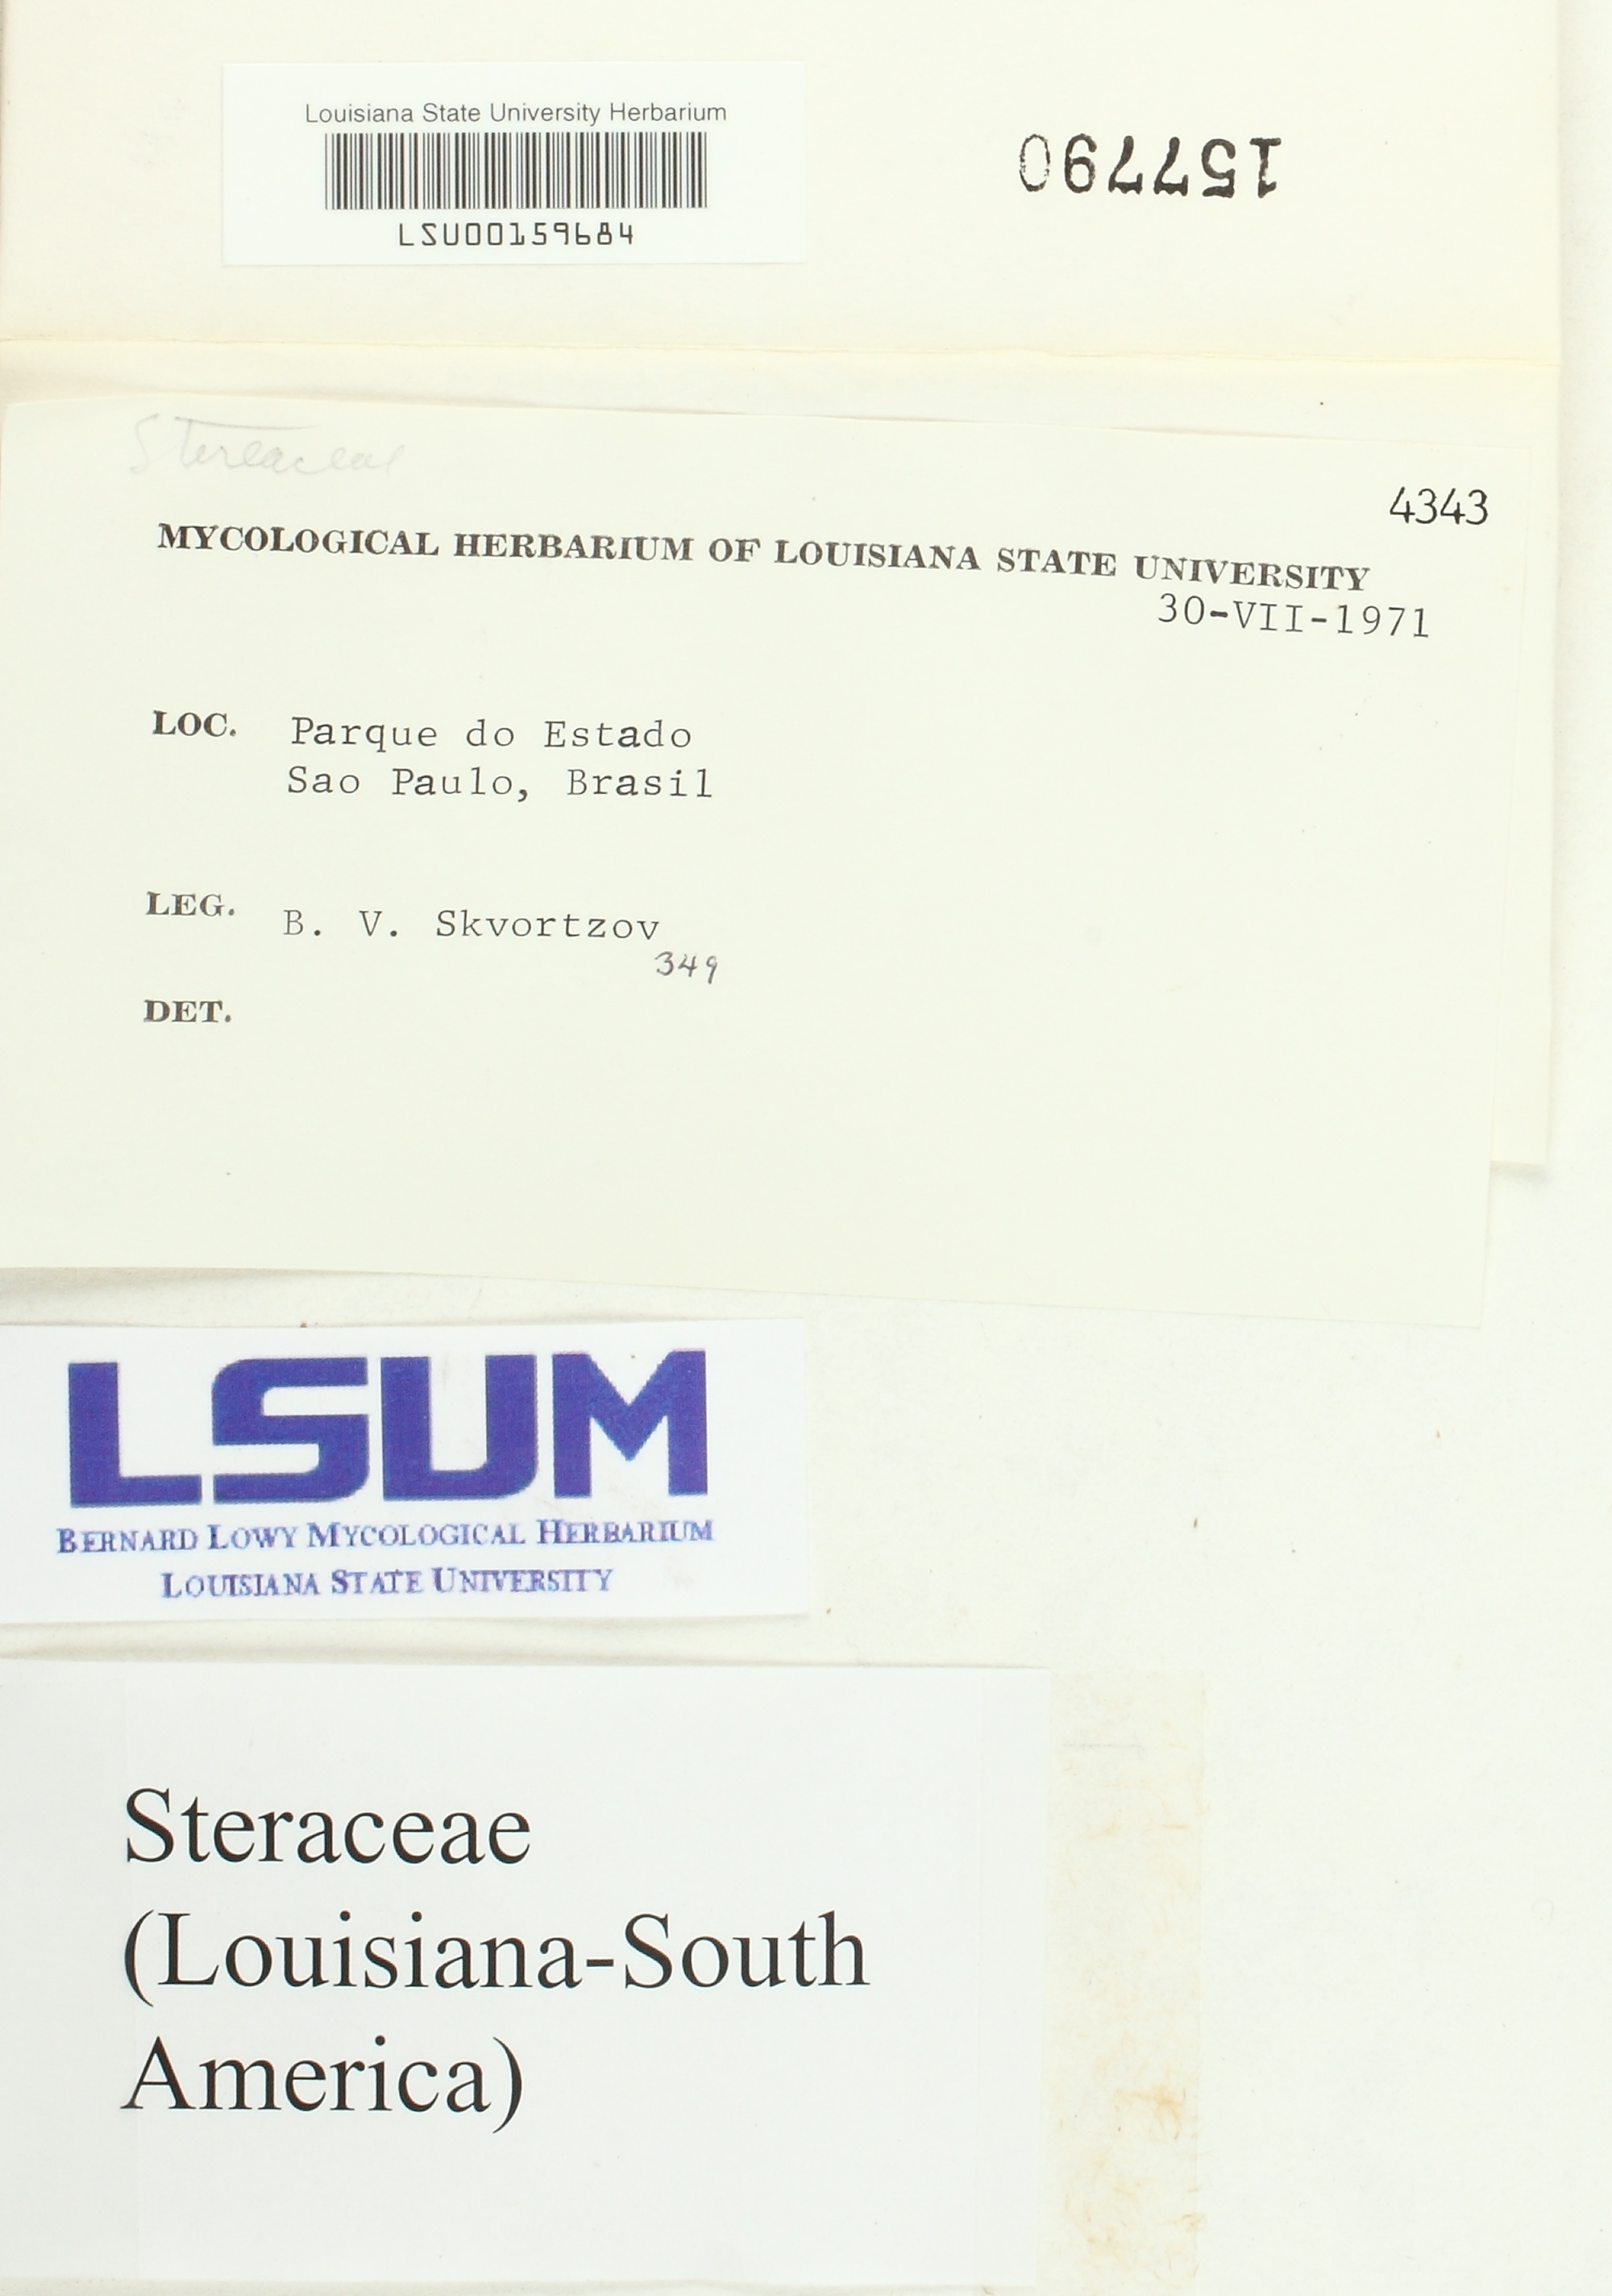 Louisiana State University Herbarium
LSU00159684
157790
Stereaceae
4343
MYCOLOGICAL HERBARIUM OF LOUISIANA STATE UNIVERSITY
30-VII-1971
LOC. Parque do Estado
Sao Paulo, Brasil
LEG. B. V. Skvortzov
349
DET.
LSUM
BERNARD LOWY MYCOLOGICAL HERBARIUM
LOUISIANA STATE UNIVERSITY
Steraceae
(Louisiana-South
America)